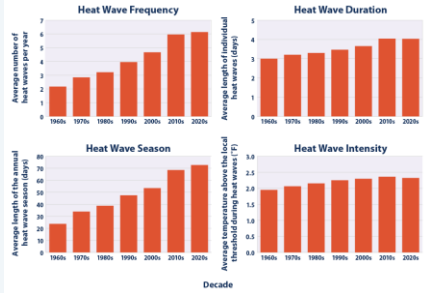 Heat Wave Frequency
Average number of
heat waves per year
7
6
5
4
3
2
1
0
1960s 1970s 1980s 1990s 2000s 2010s 2020s
Heat Wave Duration
Average length of individual
heat waves (days)
5
4
3
2
1
0
1960s 1970s 1980s 1990s 2000s 2010s 2020s
Heat Wave Season
Average length of the annual
heat wave season (days)
80
70
60
50
40
30
20
10
0
1960s 1970s 1980s 1990s 2000s 2010s 2020s
Heat Wave Intensity
Average temperature above the local
threshold during heat waves (°F)
3.0
2.5
2.0
1.5
1.0
0.5
0.0
1960s 1970s 1980s 1990s 2000s 2010s 2020s
Decade